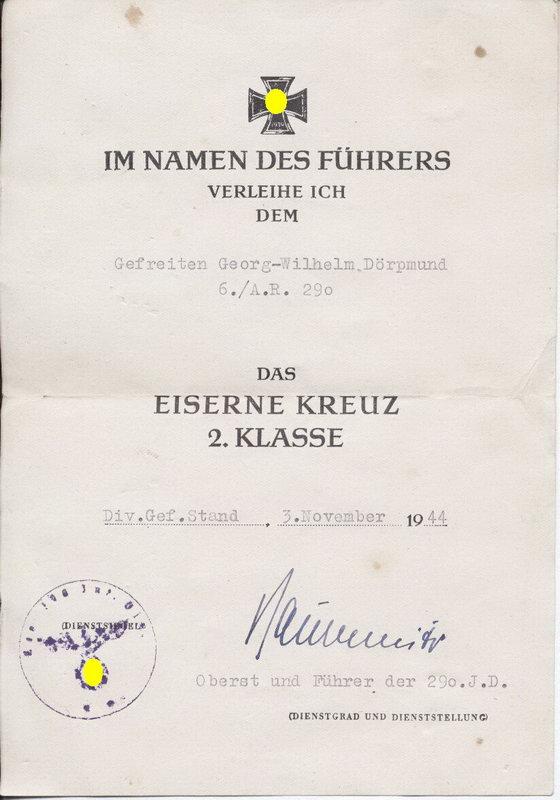 1939
IM NAMEN DES FÜHRERS
VERLEIHE ICH
DEM
Gefreiten Georg-Wilhelm Dörpmund
6./A.R. 29o
DAS
EISERNE KREUZ
2. KLASSE
Div.Gef.Stand , 3.November 1944
(DIENSTSIEGEL)
Oberst und Führer der 29o.J.D.
(DIENSTGRAD UND DIENSTSTELLUNG)